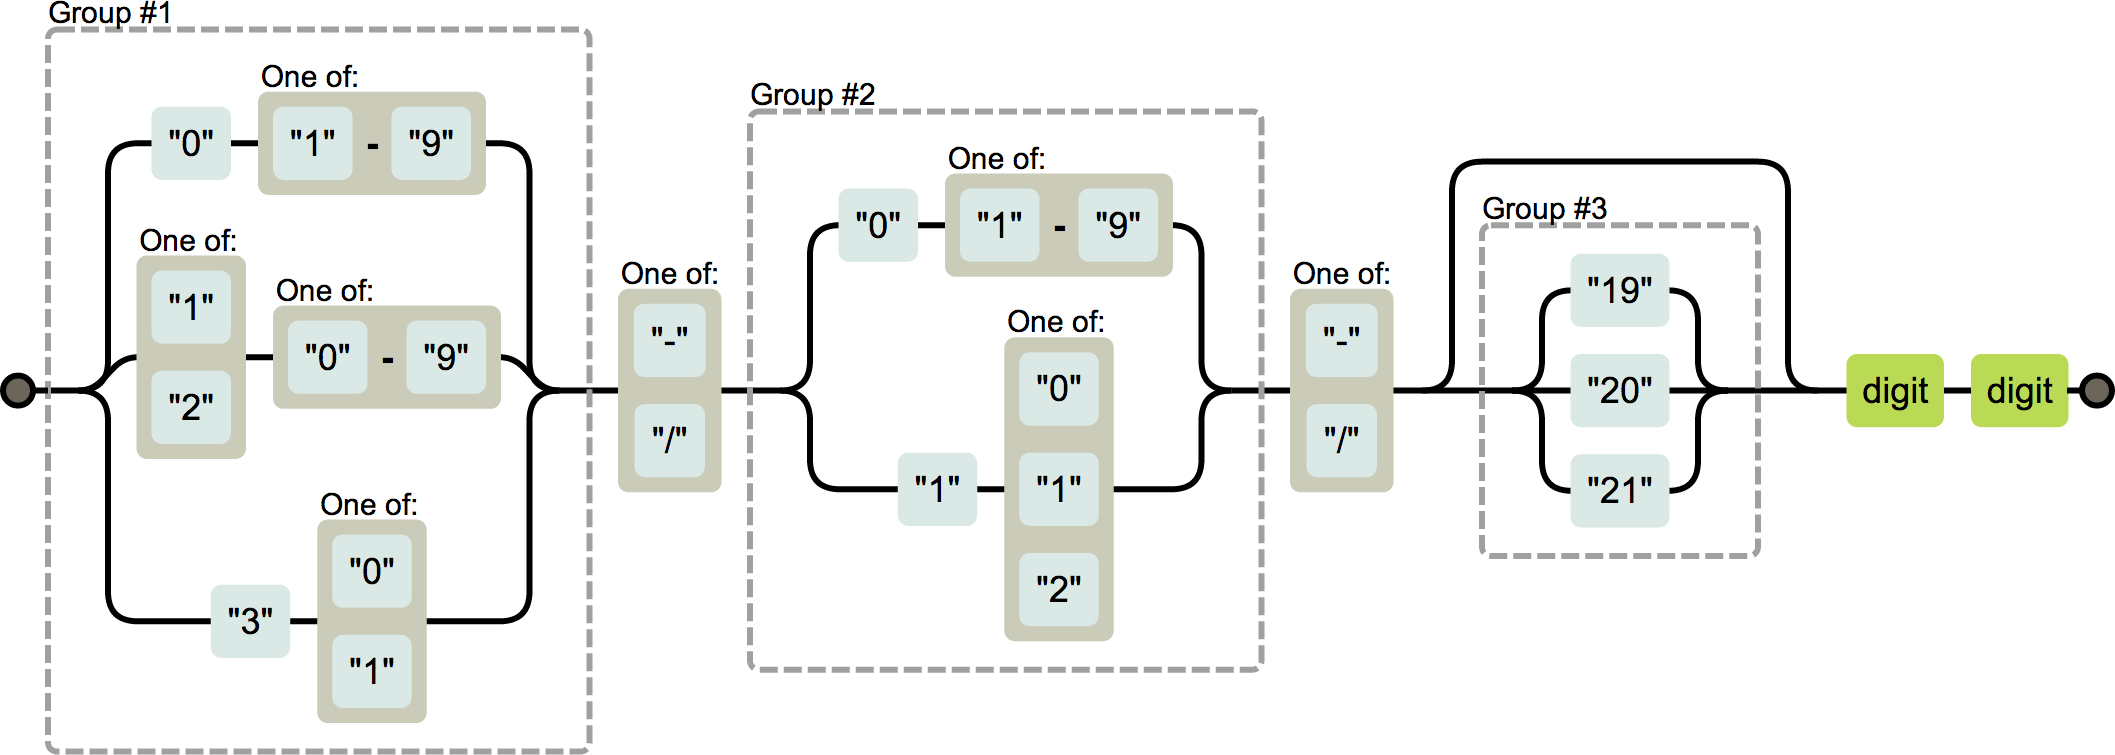 Group #1
One of:
"0" "1" - "9"
One of:
"1"
"2"
One of:
"0" - "9"
"3"
One of:
"0"
"1"
One of:
"-"
"/"
Group #2
One of:
"0" "1" - "9"
"1"
One of:
"0"
"1"
"2"
One of:
"-"
"/"
Group #3
"19"
"20"
"21"
digit digit